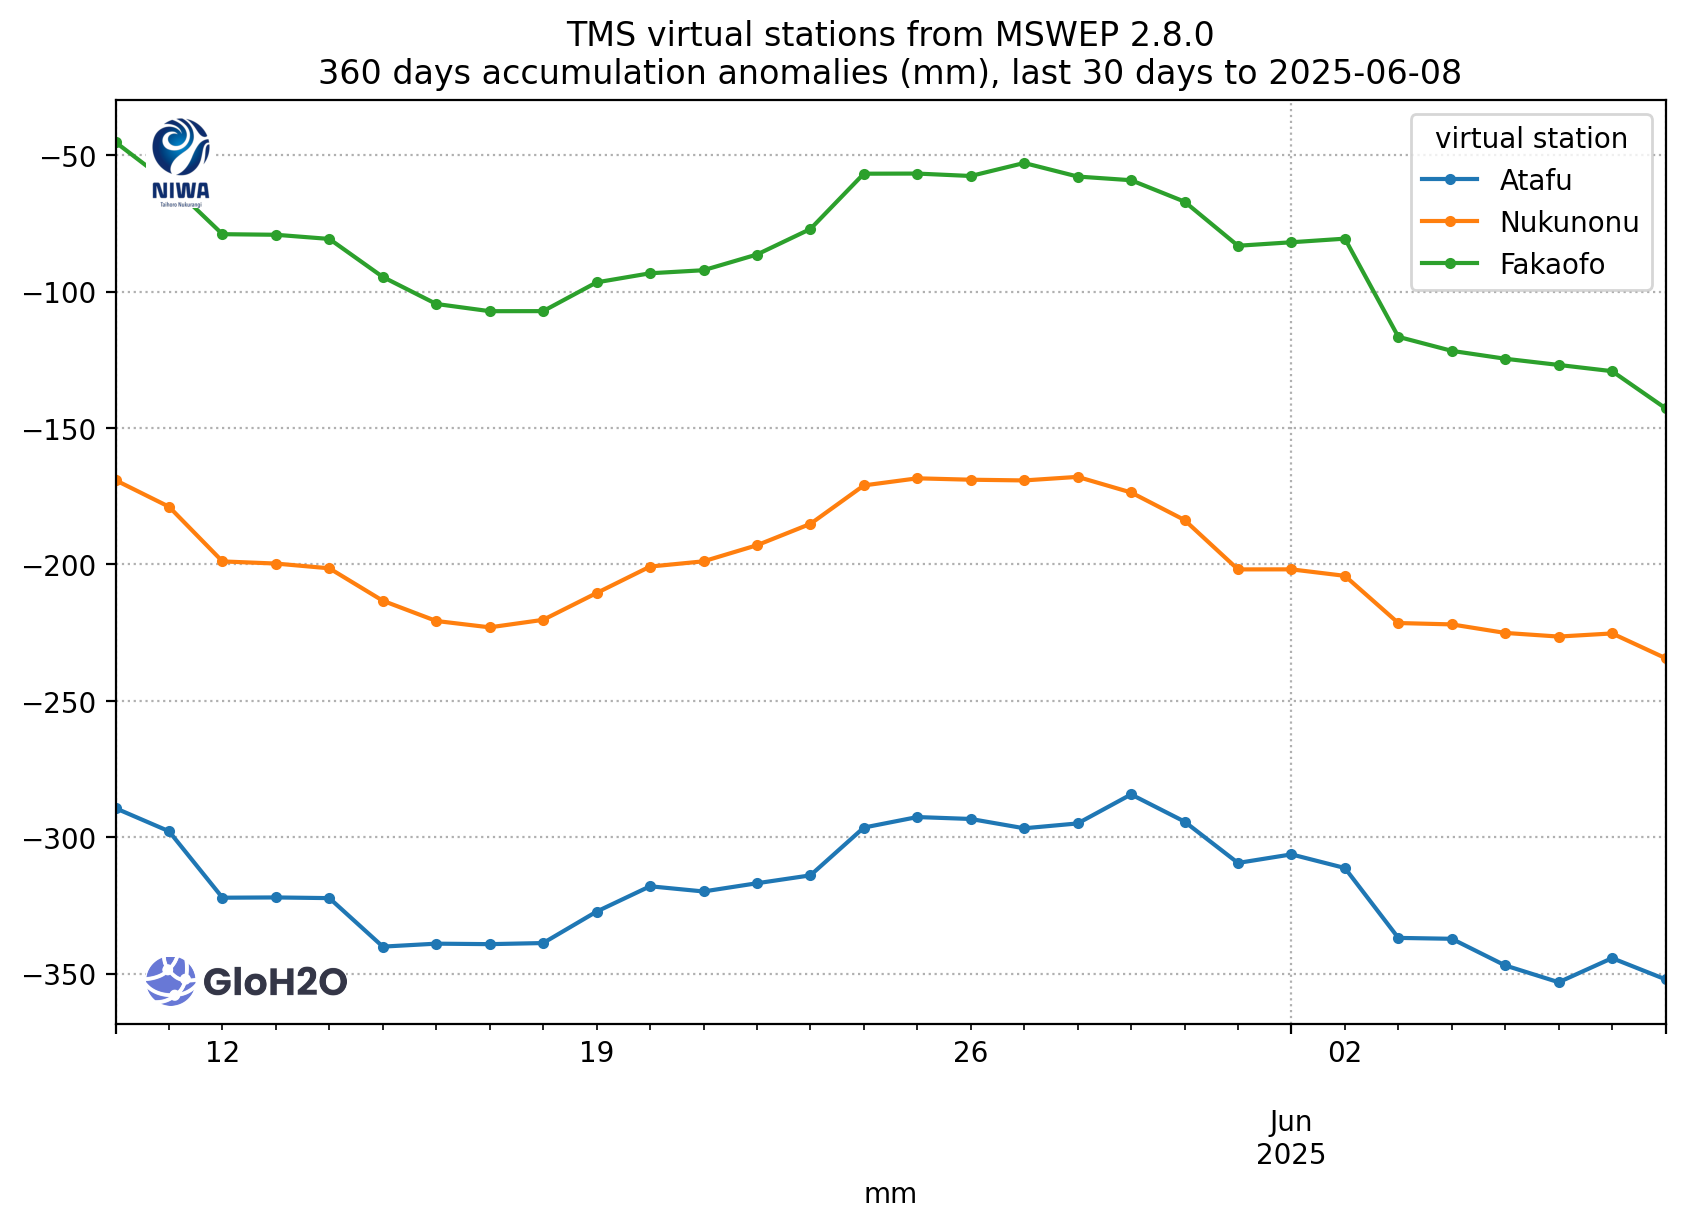 TMS virtual stations from MSWEP 2.8.0
360 days accumulation anomalies (mm), last 30 days to 2025-06-08
NIWA
Taihoro Nukurangi
virtual station
Atafu
Nukunonu
Fakaofo
−50
−100
−150
−200
−250
−300
−350
GloH2O
12
19
26
02
Jun
2025
mm